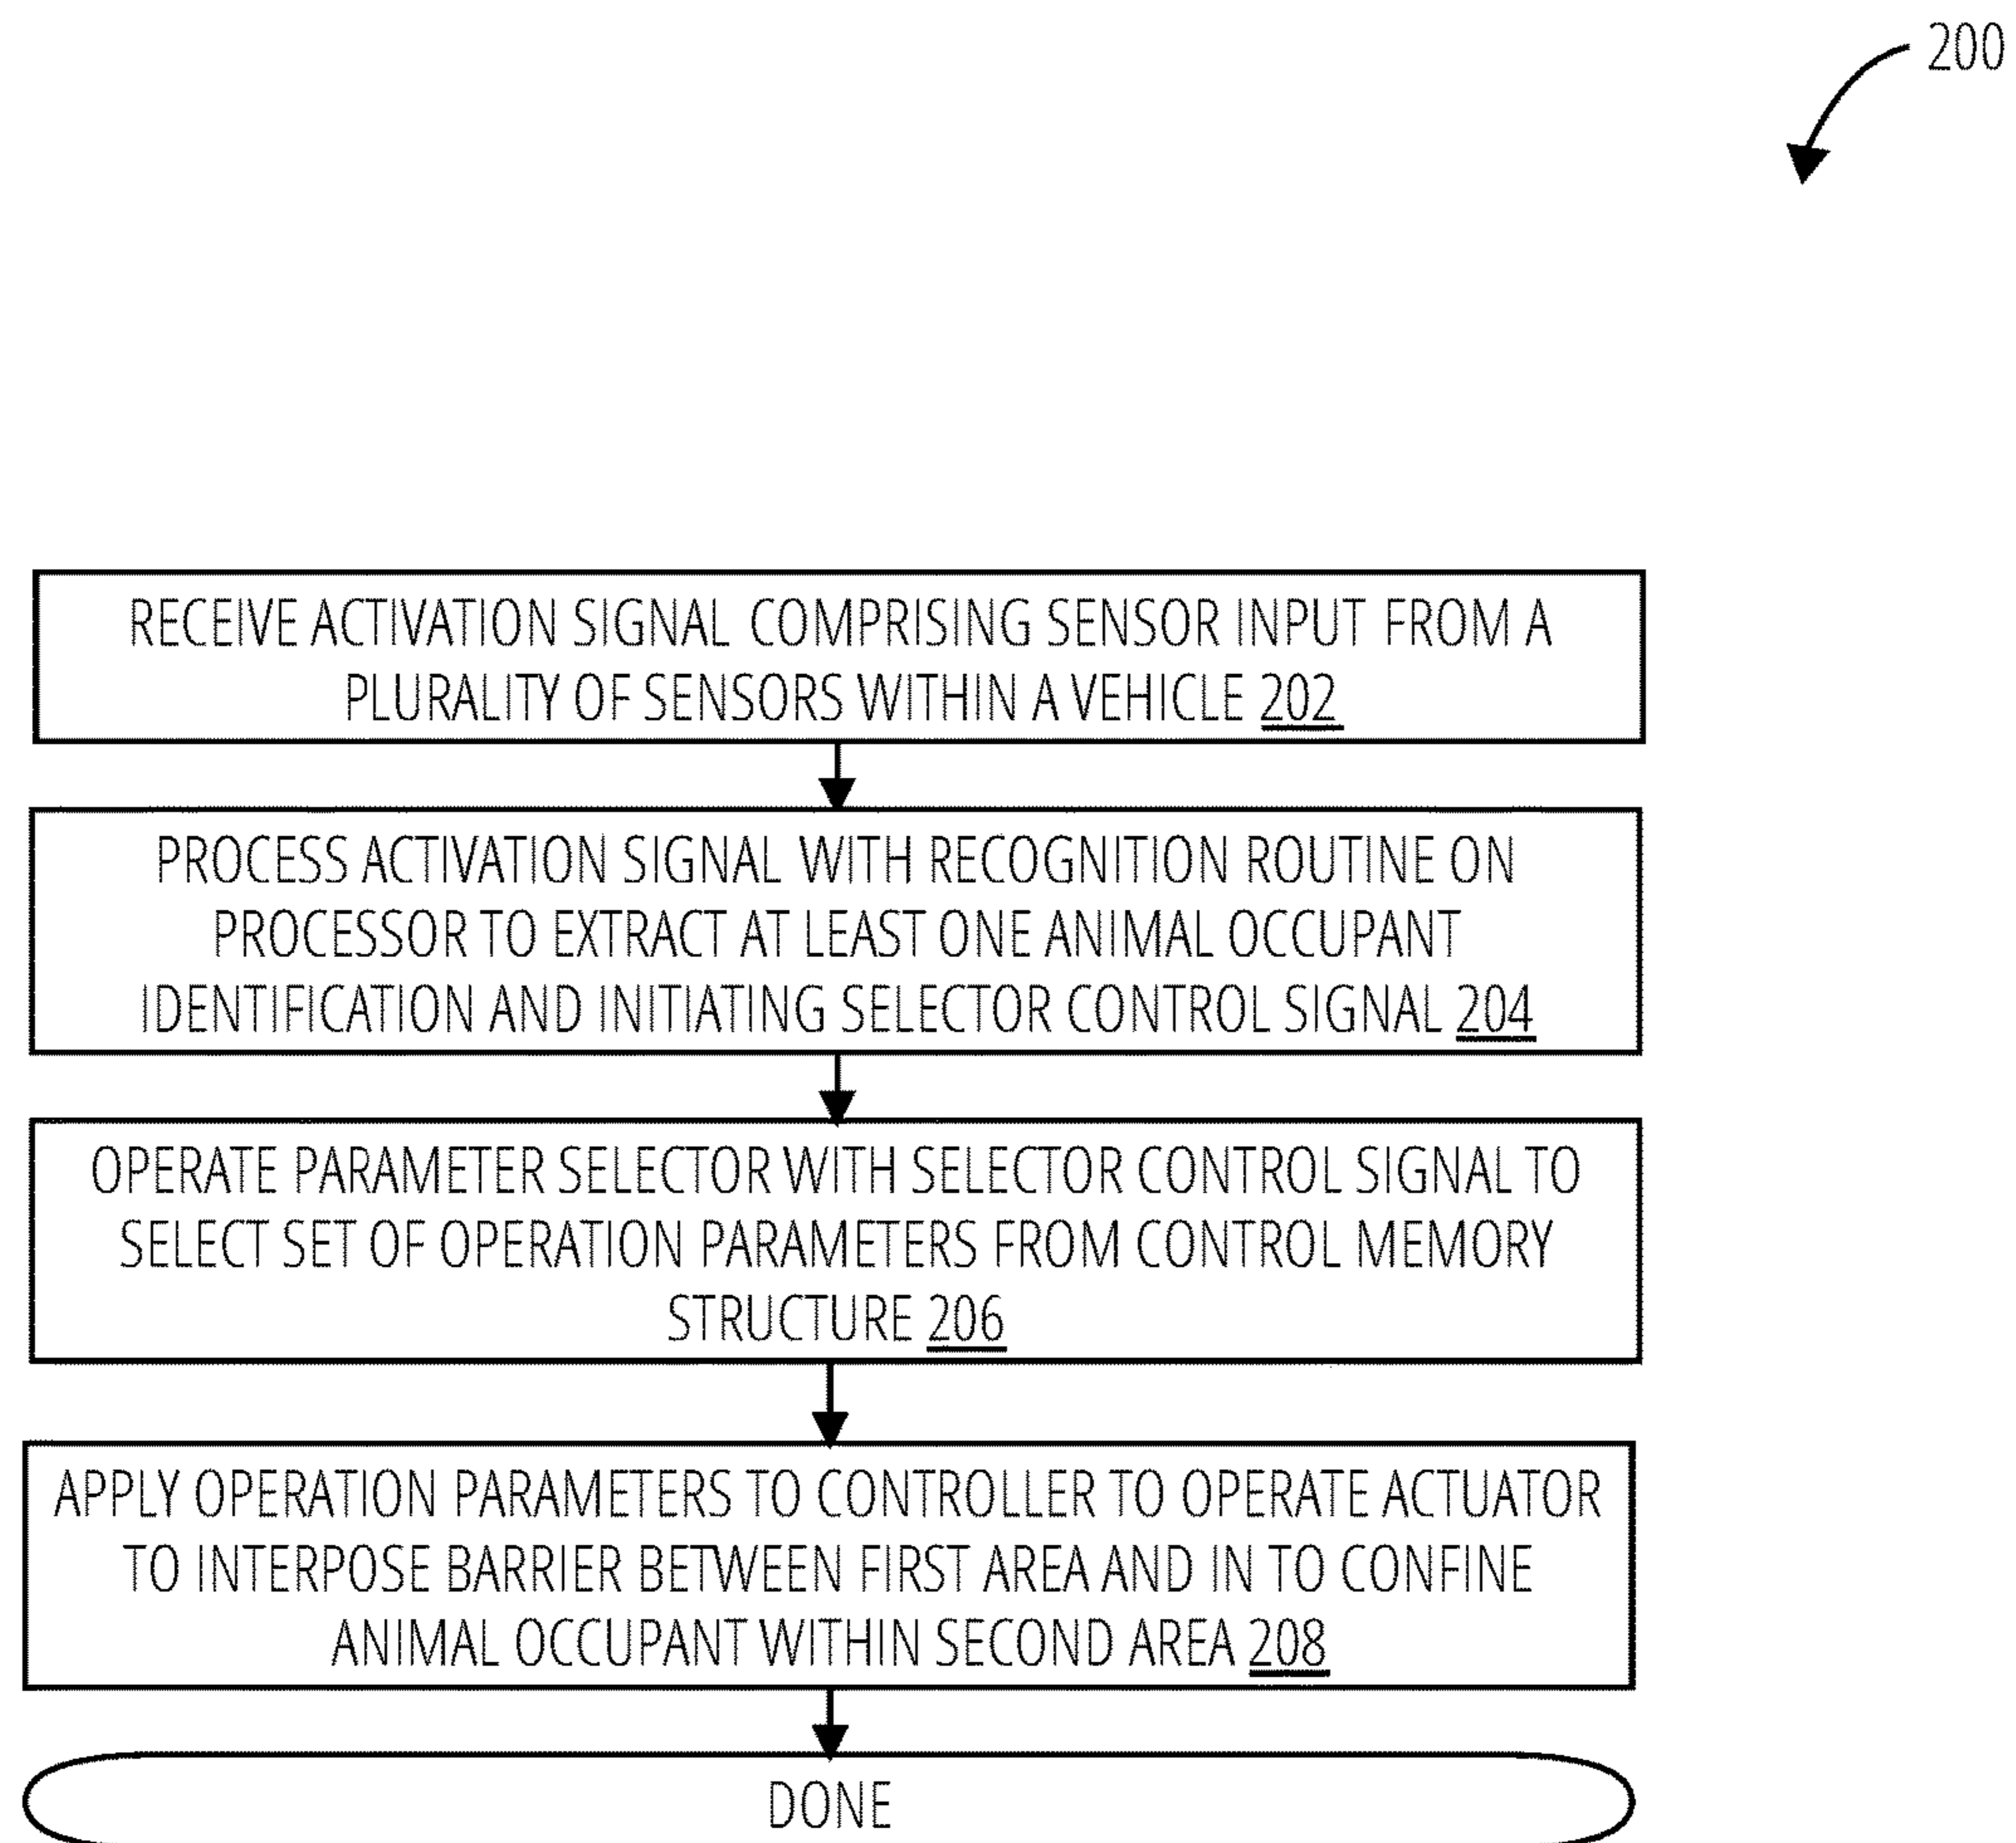 200
RECEIVE ACTIVATION SIGNAL COMPRISING SENSOR INPUT FROM A
PLURALITY OF SENSORS WITHIN A VEHICLE 202
PROCESS ACTIVATION SIGNAL WITH RECOGNITION ROUTINE ON
PROCESSOR TO EXTRACT AT LEAST ONE ANIMAL OCCUPANT
IDENTIFICATION AND INITIATING SELECTOR CONTROL SIGNAL 204
OPERATE PARAMETER SELECTOR WITH SELECTOR CONTROL SIGNAL TO
SELECT SET OF OPERATION PARAMETERS FROM CONTROL MEMORY
STRUCTURE 206
APPLY OPERATION PARAMETERS TO CONTROLLER TO OPERATE ACTUATOR
TO INTERPOSE BARRIER BETWEEN FIRST AREA AND IN TO CONFINE
ANIMAL OCCUPANT WITHIN SECOND AREA 208
DONE